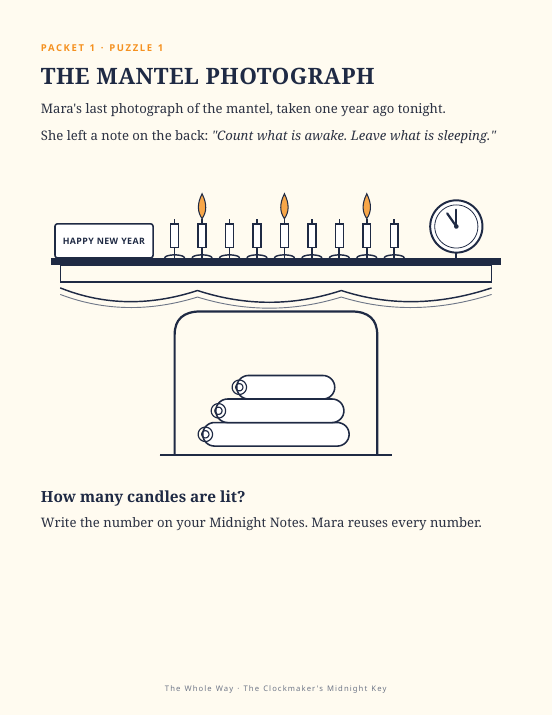 PACKET 1 · PUZZLE 1
THE MANTEL PHOTOGRAPH
Mara's last photograph of the mantel, taken one year ago tonight.
She left a note on the back: "Count what is awake. Leave what is sleeping."
HAPPY NEW YEAR
How many candles are lit?
Write the number on your Midnight Notes. Mara reuses every number.
The Whole Way · The Clockmaker's Midnight Key